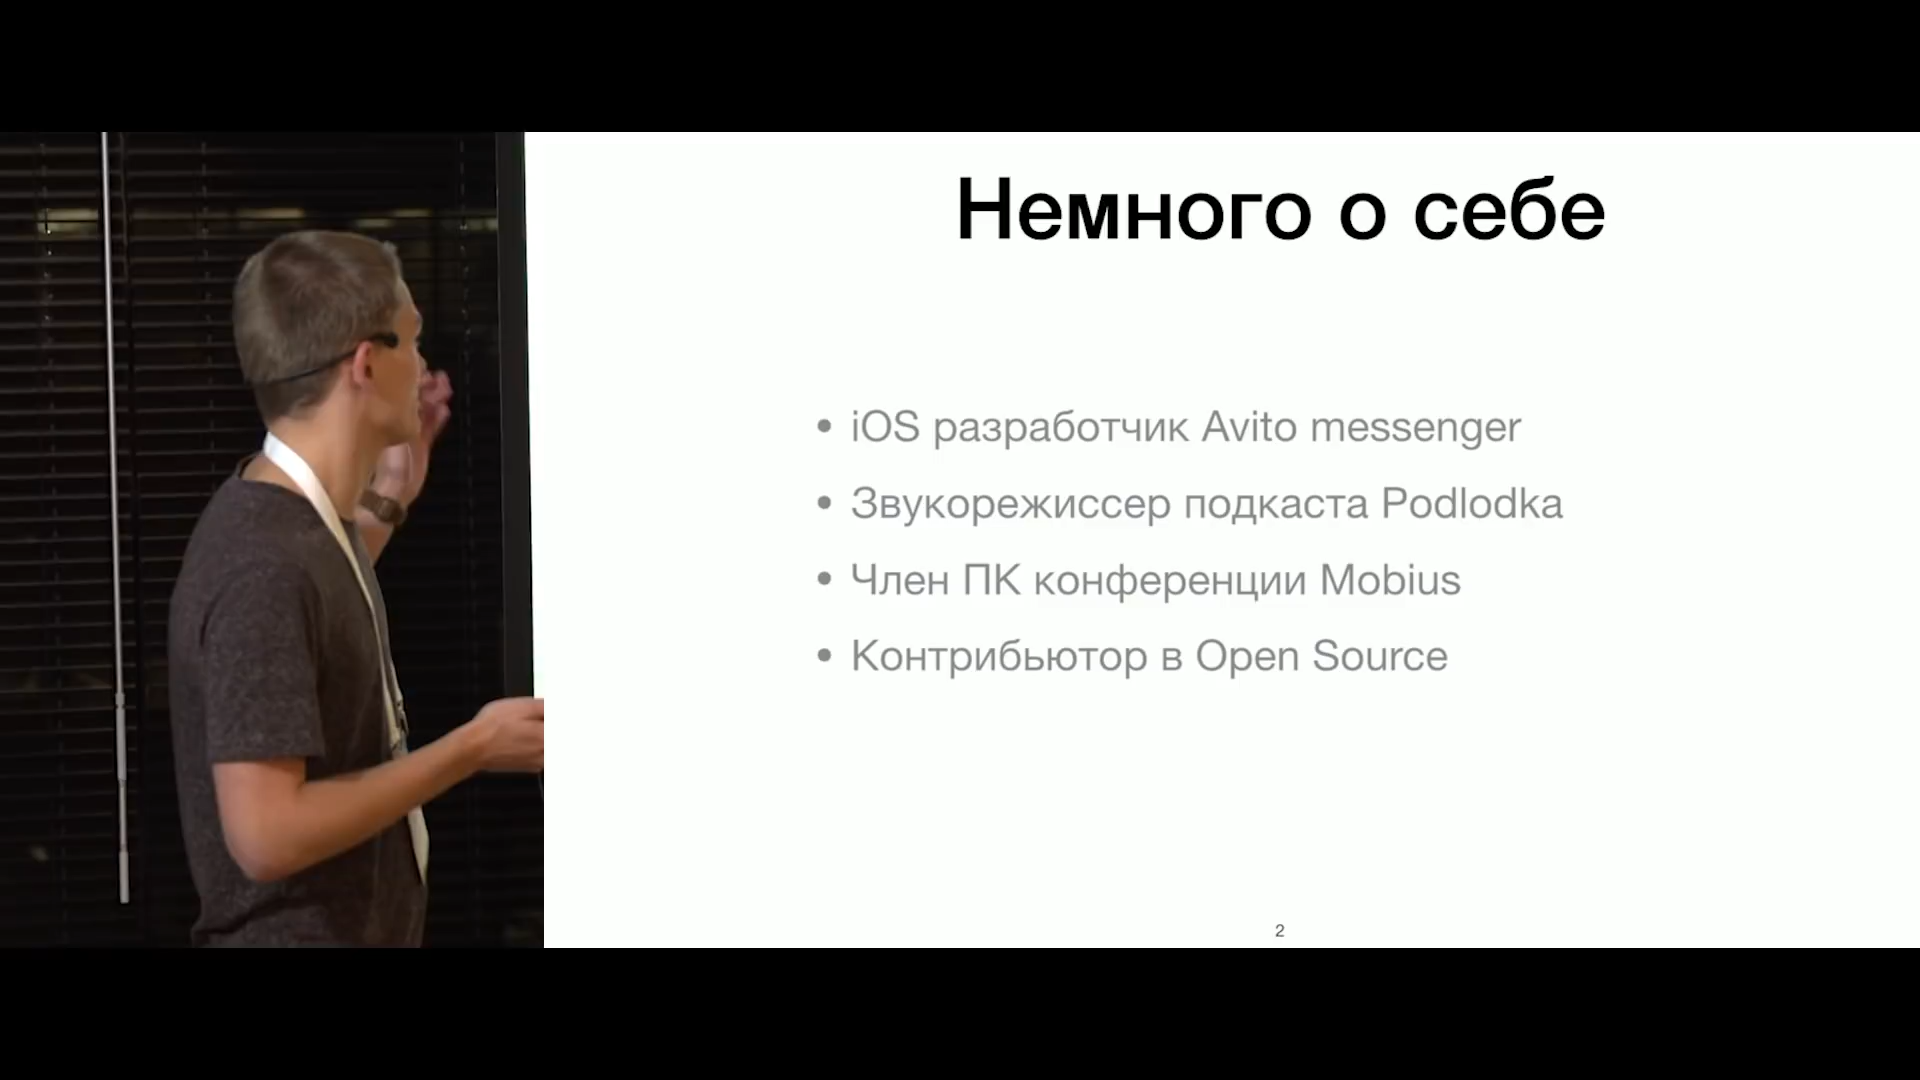 Немного о себе
• iOS разработчик Avito messenger
• Звукорежиссер подкаста Podlodka
• Член ПК конференции Mobius
• Контрибьютор в Open Source
2